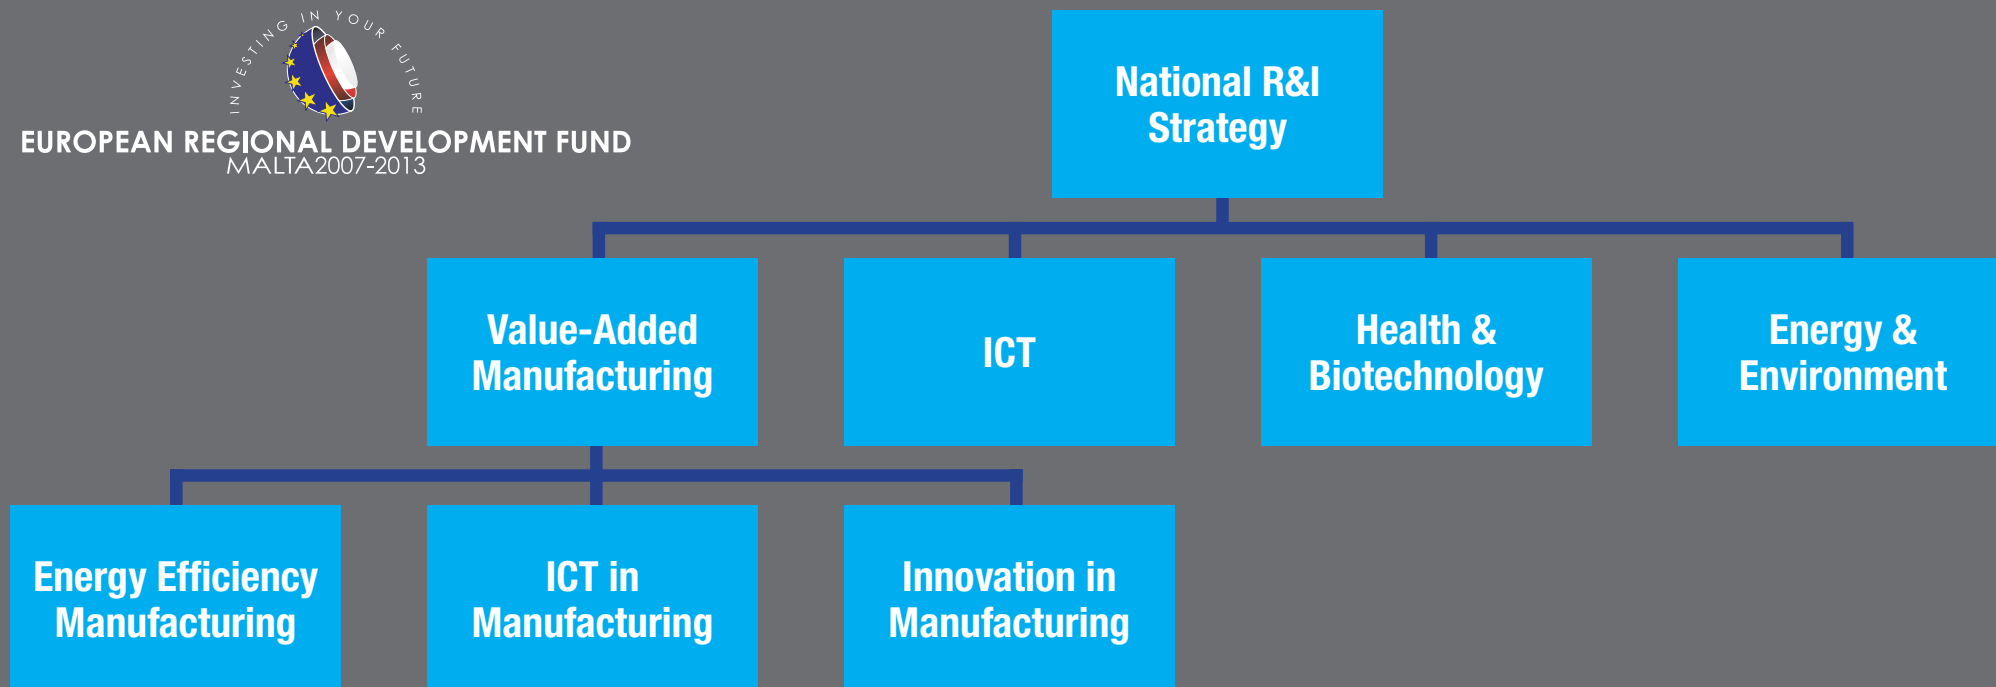 INVESTING IN YOUR FUTURE
EUROPEAN REGIONAL DEVELOPMENT FUND
MALTA2007-2013
National R&I
Strategy
Value-Added
Manufacturing
ICT
Health &
Biotechnology
Energy &
Environment
Energy Efficiency
Manufacturing
ICT in
Manufacturing
Innovation in
Manufacturing